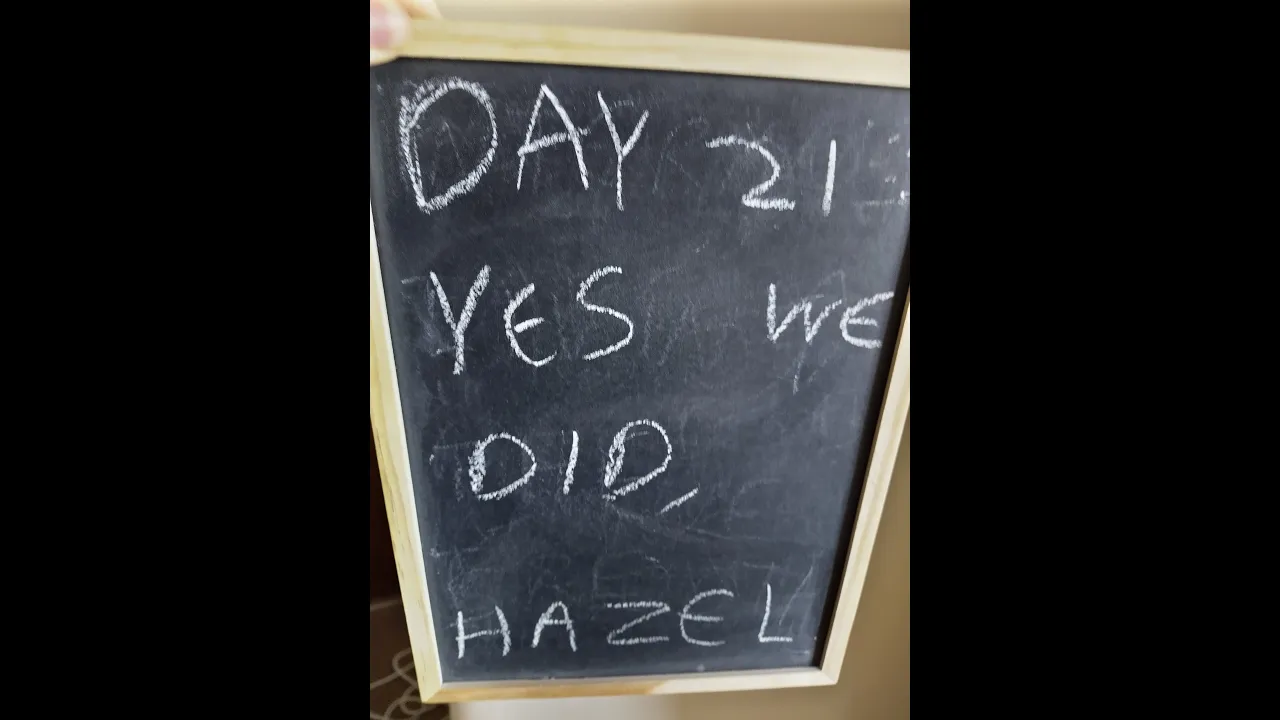 DAY 21:
YES WE
DID,
HAZEL